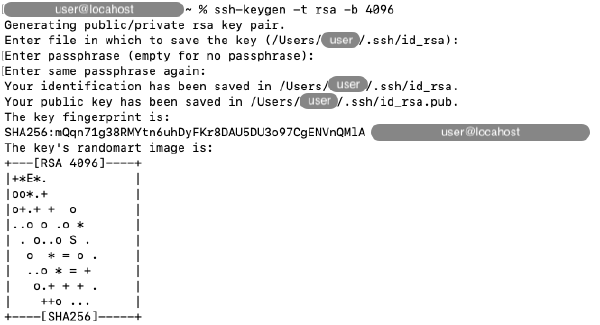 user@locahost ~ % ssh-keygen -t rsa -b 4096
Generating public/private rsa key pair.
Enter file in which to save the key (/Users/ user /.ssh/id_rsa):
Enter passphrase (empty for no passphrase):
Enter same passphrase again:
Your identification has been saved in /Users/ user /.ssh/id_rsa.
Your public key has been saved in /Users/ user /.ssh/id_rsa.pub.
The key fingerprint is:
SHA256:mQqn71g38RMYtn6uhDyFKr8DAU5DU3o97CgENVnQMlA user@locahost
The key's randomart image is:
+---[RSA 4096]----+
|+*E*.            |
|oo*.+            |
|o+.+ +  o        |
|..o o .o *       |
| . o..o S .      |
|  o  * = o .     |
|  ..o * = +      |
|   o.+ + + .     |
|    ++o ...      |
+----[SHA256]-----+